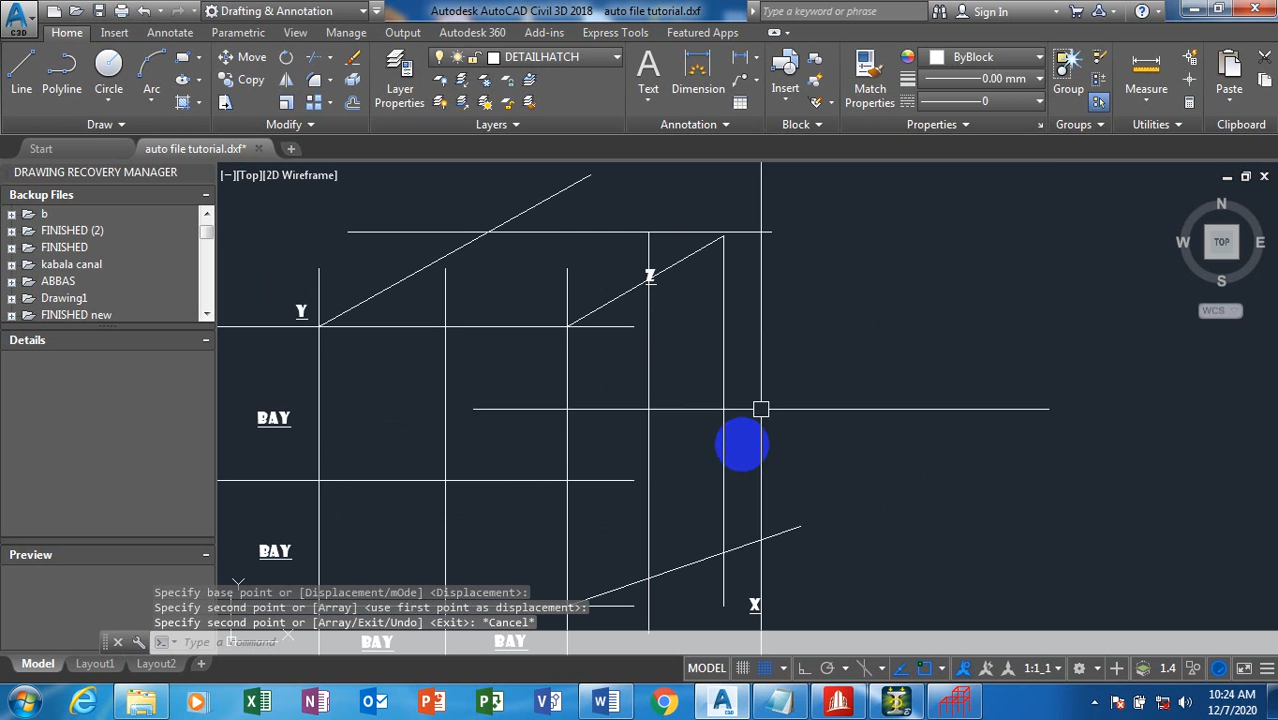 Drafting & Annotation
Autodesk AutoCAD Civil 3D 2018   auto file tutorial.dxf
Type a keyword or phrase
Sign In
C3D
Home Insert Annotate Parametric View Manage Output Autodesk 360 Add-ins Express Tools Featured Apps
Line
Polyline
Circle
Arc
Move
Copy
Layer Properties
DETAILHATCH
Text
Dimension
Insert
Match Properties
ByBlock
0.00 mm
0
Group
Measure
Paste
Draw Modify Layers Annotation Block Properties Groups Utilities Clipboard
Start
auto file tutorial.dxf*
DRAWING RECOVERY MANAGER
Backup Files
b
FINISHED (2)
FINISHED
kabala canal
ABBAS
Drawing1
FINISHED new
Details
Preview
[−][Top][2D Wireframe]
N
W TOP E
S
WCS
Z
Y
BAY
BAY
X
BAY
BAY
Y
Specify base point or [Displacement/mOde] <Displacement>:
Specify second point or [Array] <use first point as displacement>:
Specify second point or [Array/Exit/Undo] <Exit>: *Cancel*
Type a command
Model Layout1 Layout2
MODEL
1:1_1
1.4
10:24 AM
12/7/2020